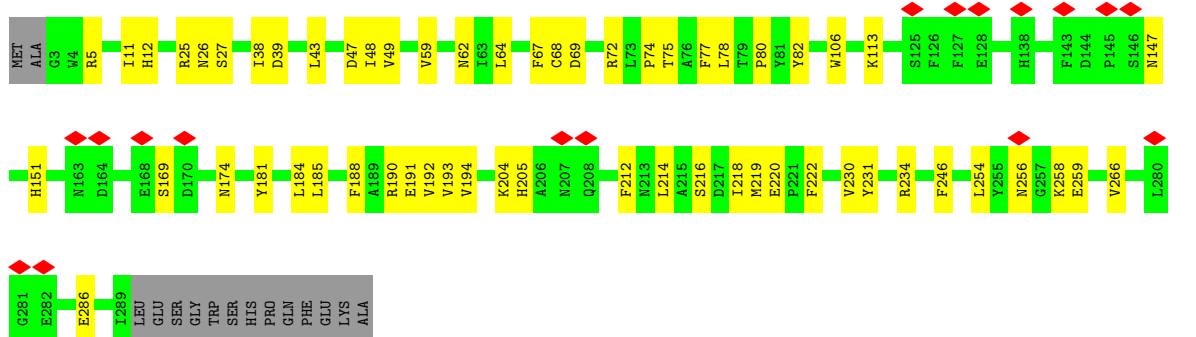 MET ALA G3 W4 R5 I11 H12 R25 N26 S27 I38 D39 L43 D47 I48 V49 V59 N62 I63 L64 F67 C68 D69 R72 L73 P74 T75 A76 F77 L78 T79 P80 Y81 Y82 W106 K113 S125 F126 F127 E128 H138 F143 D144 P145 S146 N147
H151 N163 D164 E168 S169 D170 N174 Y181 L184 L185 F188 A189 R190 E191 V192 V193 V194 K204 H205 A206 N207 Q208 F212 N213 L214 A215 S216 D217 I218 M219 E220 P221 F222 V230 Y231 R234 F246 L254 Y255 N256 G257 K258 E259 V266 L280
G281 E282 E286 I289 LEU GLU SER GLY TRP SER HIS PRO GLN PHE GLU LYS ALA